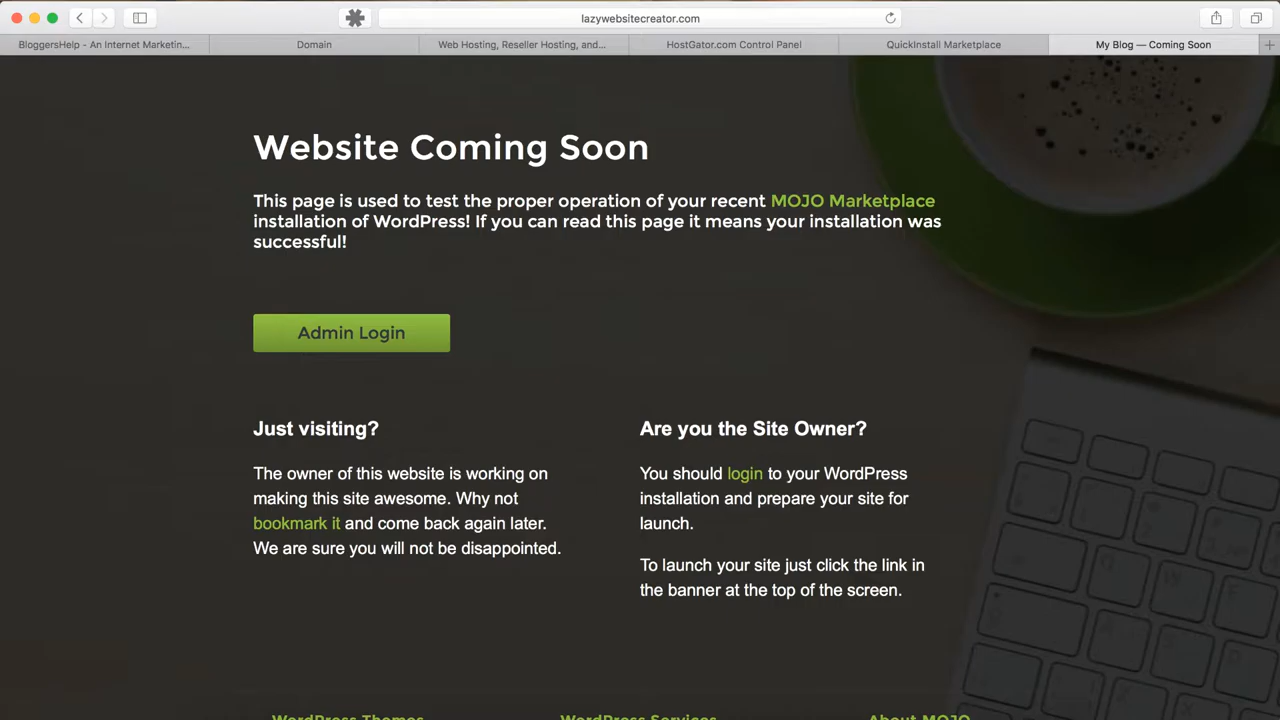 lazywebsitecreator.com
BloggersHelp - An Internet Marketin...
Domain
Web Hosting, Reseller Hosting, and...
HostGator.com Control Panel
QuickInstall Marketplace
My Blog — Coming Soon
Website Coming Soon
This page is used to test the proper operation of your recent MOJO Marketplace
installation of WordPress! If you can read this page it means your installation was
successful!
Admin Login
Just visiting?
The owner of this website is working on
making this site awesome. Why not
bookmark it and come back again later.
We are sure you will not be disappointed.
Are you the Site Owner?
You should login to your WordPress
installation and prepare your site for
launch.
To launch your site just click the link in
the banner at the top of the screen.
WordPress Themes
WordPress Services
About MOJO